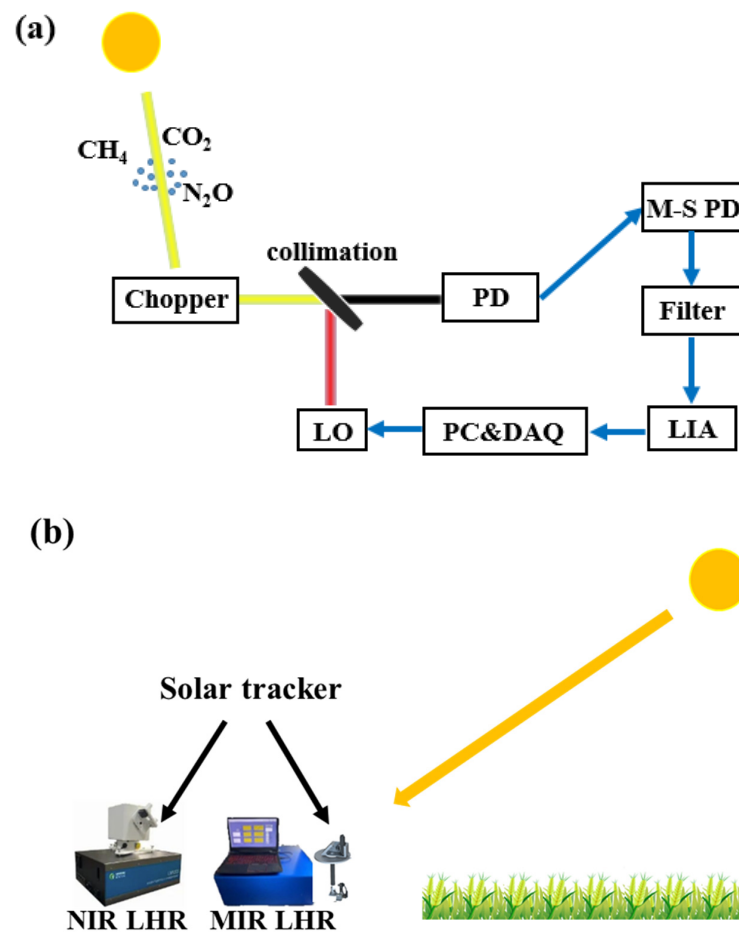 (a)
CO₂
CH₄
N₂O
collimation
M-S PD
Chopper
PD
Filter
LO
PC&DAQ
LIA
(b)
Solar tracker
NIR LHR
MIR LHR